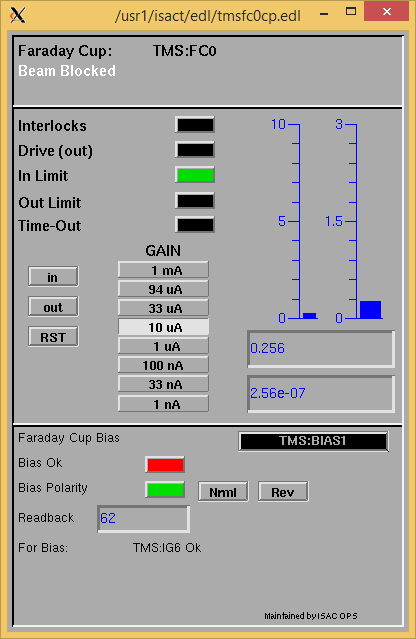 /usr1/isact/edl/tmsfc0cp.edl
Faraday Cup: TMS:FC0
Beam Blocked
Interlocks
Drive (out)
In Limit
Out Limit
Time-Out
10 3
5 1.5
0 0
GAIN
1 mA
94 uA
33 uA
10 uA
1 uA
100 nA
33 nA
1 nA
in
out
RST
0.256
2.56e-07
Faraday Cup Bias TMS:BIAS1
Bias Ok
Bias Polarity Nrml Rev
Readback 62
For Bias: TMS:IG6 Ok
Maintained by ISAC OPS